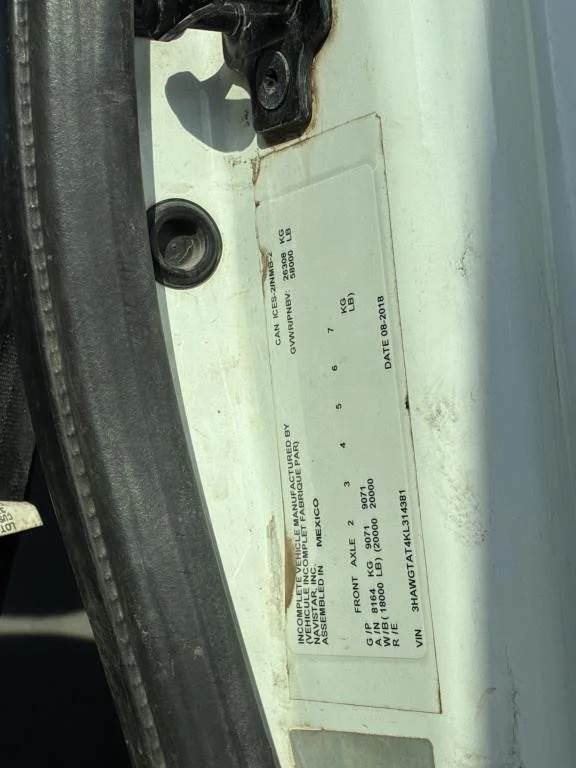 INCOMPLETE VEHICLE MANUFACTURED BY
(VEHICULE INCOMPLET FABRIQUE PAR)
NAVISTAR, INC.
ASSEMBLED IN MEXICO
CAN ICES-2/NMB-2
GVWR/PNBV: 26308 KG
58000 LB
FRONT AXLE 2 3 4 5 6 7
G/P
A/N 8164 KG 9071 9071 KG
W/B ( 18000 LB) (20000 20000 LB)
R/E
DATE 08-2018
VIN 3HAWGTAT4KL314381